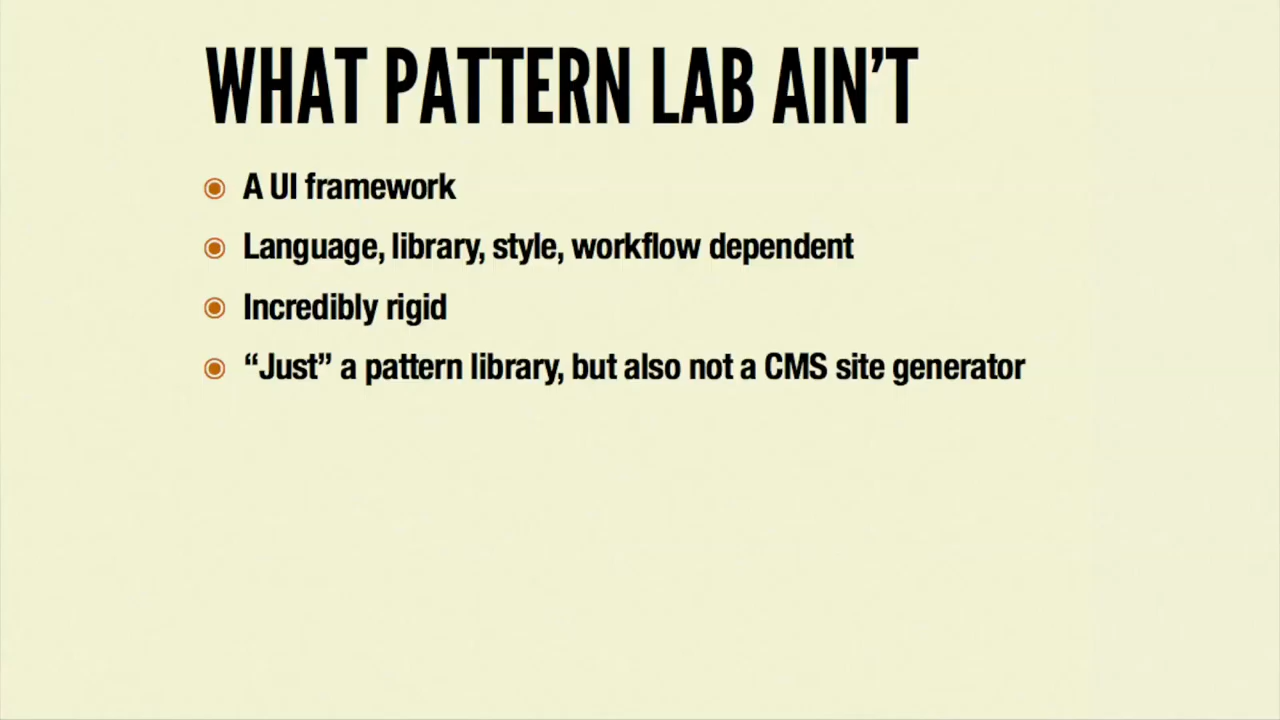 WHAT PATTERN LAB AIN’T
A UI framework
Language, library, style, workflow dependent
Incredibly rigid
“Just” a pattern library, but also not a CMS site generator